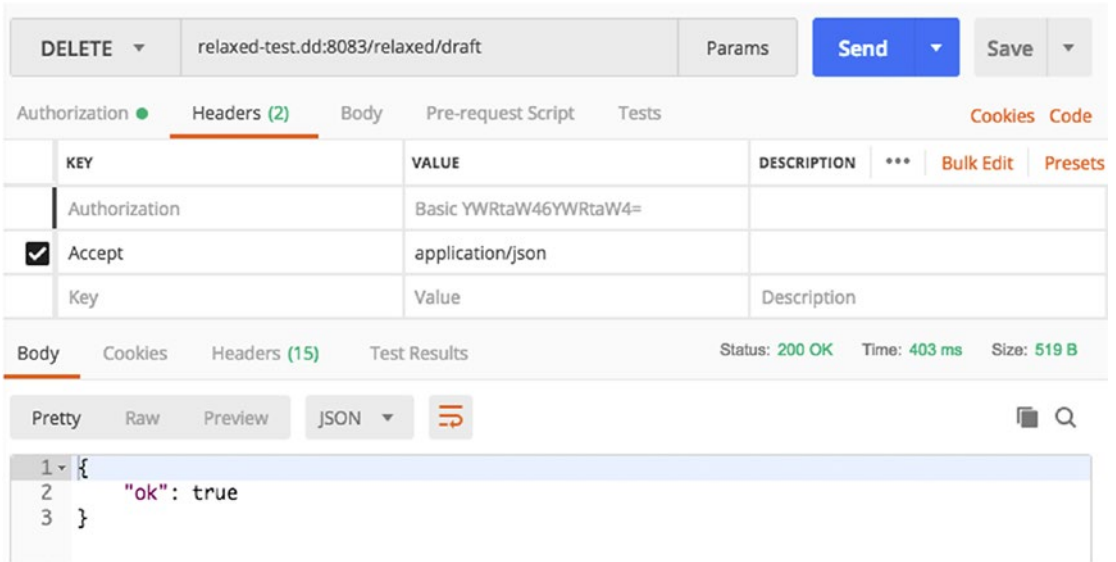 DELETE relaxed-test.dd:8083/relaxed/draft Params Send Save
Authorization Headers (2) Body Pre-request Script Tests Cookies Code
KEY VALUE DESCRIPTION ••• Bulk Edit Presets
Authorization Basic YWRtaW46YWRtaW4=
Accept application/json
Key Value Description
Body Cookies Headers (15) Test Results Status: 200 OK Time: 403 ms Size: 519 B
Pretty Raw Preview JSON
1 {
2 "ok": true
3 }